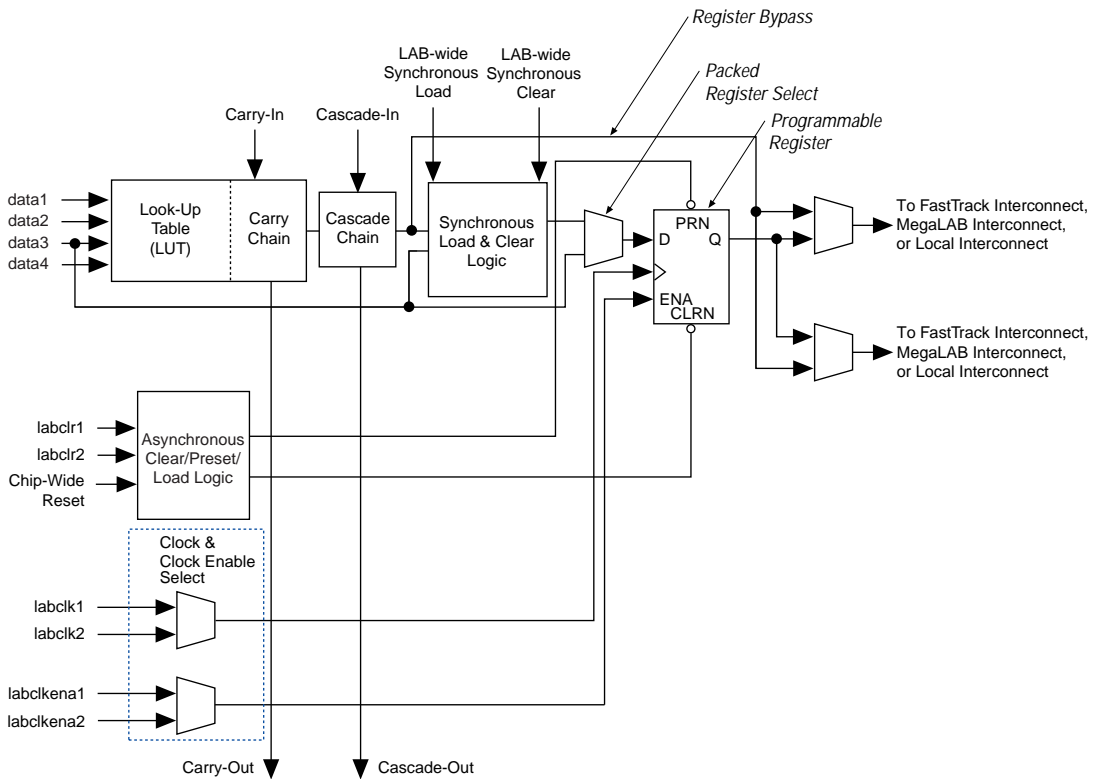 Register Bypass
LAB-wide
Synchronous
Load
LAB-wide
Synchronous
Clear
Packed
Register Select
Carry-In
Cascade-In
Programmable
Register
data1
data2
data3
data4
Look-Up
Table
(LUT)
Carry
Chain
Cascade
Chain
Synchronous
Load & Clear
Logic
PRN
D
Q
ENA
CLRN
To FastTrack Interconnect,
MegaLAB Interconnect,
or Local Interconnect
To FastTrack Interconnect,
MegaLAB Interconnect,
or Local Interconnect
labclr1
labclr2
Chip-Wide
Reset
Asynchronous
Clear/Preset/
Load Logic
Clock &
Clock Enable
Select
labclk1
labclk2
labclkena1
labclkena2
Carry-Out
Cascade-Out